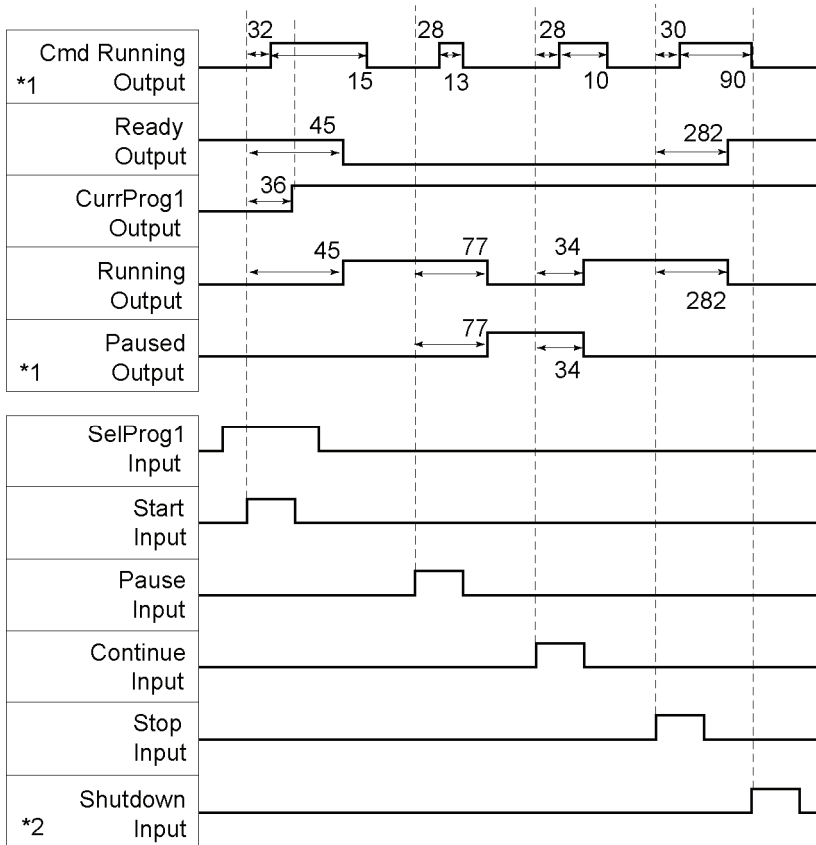 32
28
28
30
Cmd Running
*1 Output
15
13
10
90
Ready
Output
45
282
CurrProg1
Output
36
Running
Output
45
77
34
282
Paused
*1 Output
77
34
SelProg1
Input
Start
Input
Pause
Input
Continue
Input
Stop
Input
Shutdown
*2 Input